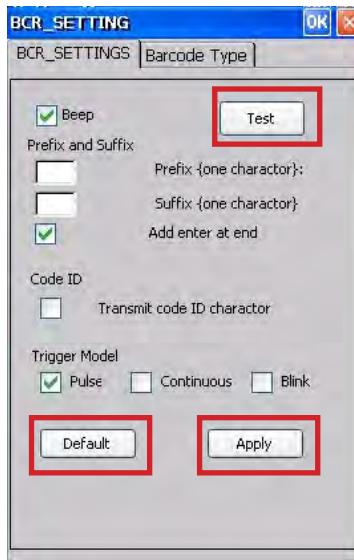 BCR_SETTING OK
BCR_SETTINGS Barcode Type
Beep Test
Prefix and Suffix
Prefix {one charactor}:
Suffix {one charactor}
Add enter at end
Code ID
Transmit code ID charactor
Trigger Model
Pulse Continuous Blink
Default Apply